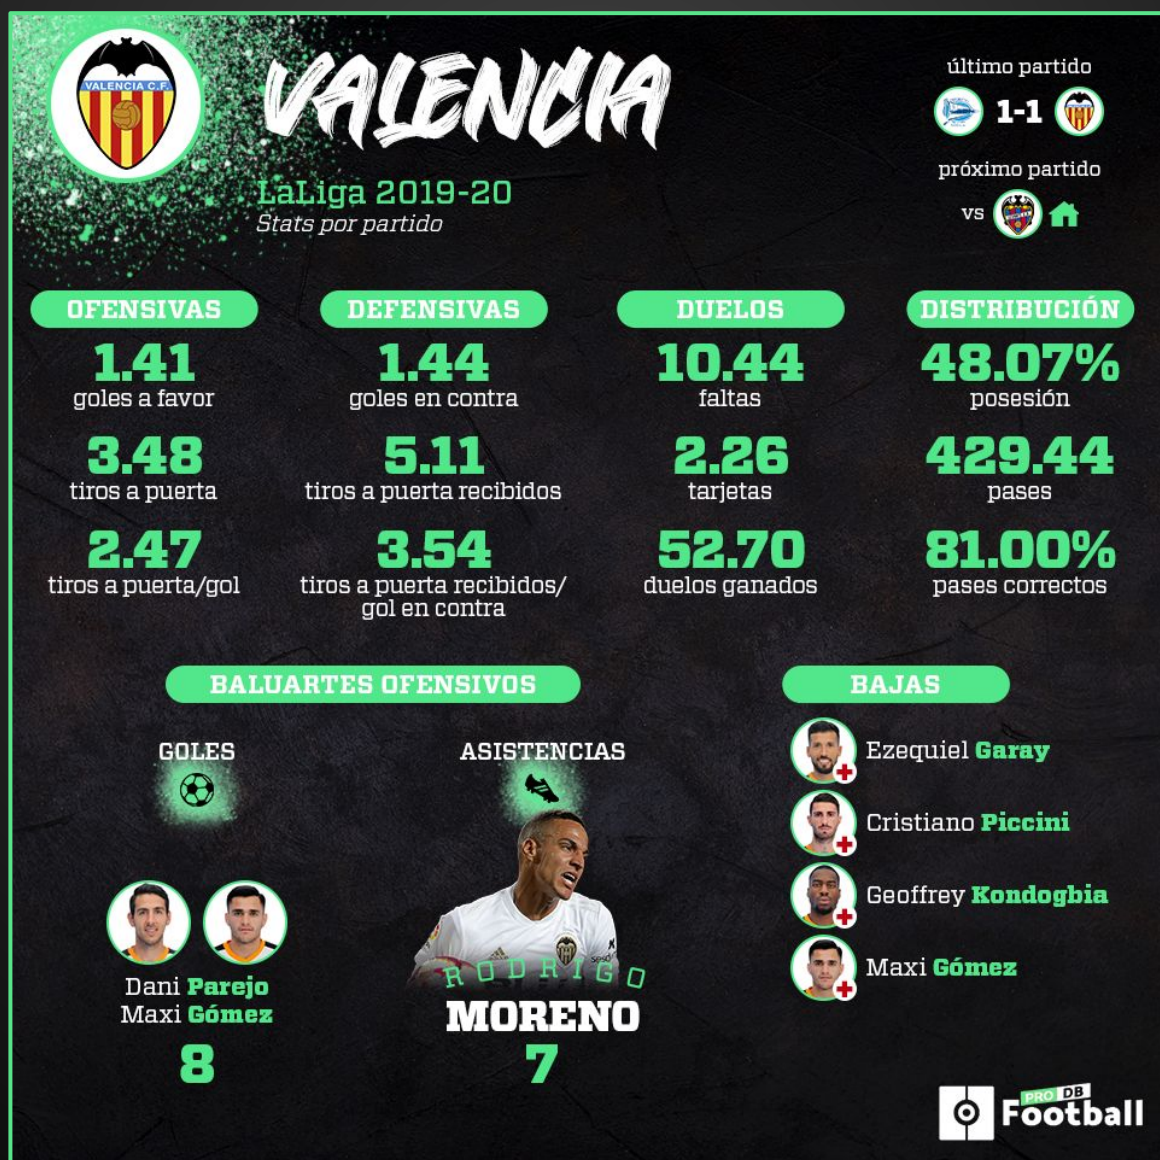 VALENCIA C.F.
VALENCIA
LaLiga 2019-20
Stats por partido
último partido
1-1
próximo partido
vs
OFENSIVAS
1.41
goles a favor
3.48
tiros a puerta
2.47
tiros a puerta/gol
DEFENSIVAS
1.44
goles en contra
5.11
tiros a puerta recibidos
3.54
tiros a puerta recibidos/
gol en contra
DUELOS
10.44
faltas
2.26
tarjetas
52.70
duelos ganados
DISTRIBUCIÓN
48.07%
posesión
429.44
pases
81.00%
pases correctos
BALUARTES OFENSIVOS
GOLES
Dani Parejo
Maxi Gómez
8
ASISTENCIAS
RODRIGO
MORENO
7
BAJAS
Ezequiel Garay
Cristiano Piccini
Geoffrey Kondogbia
Maxi Gómez
PRO DB
Football